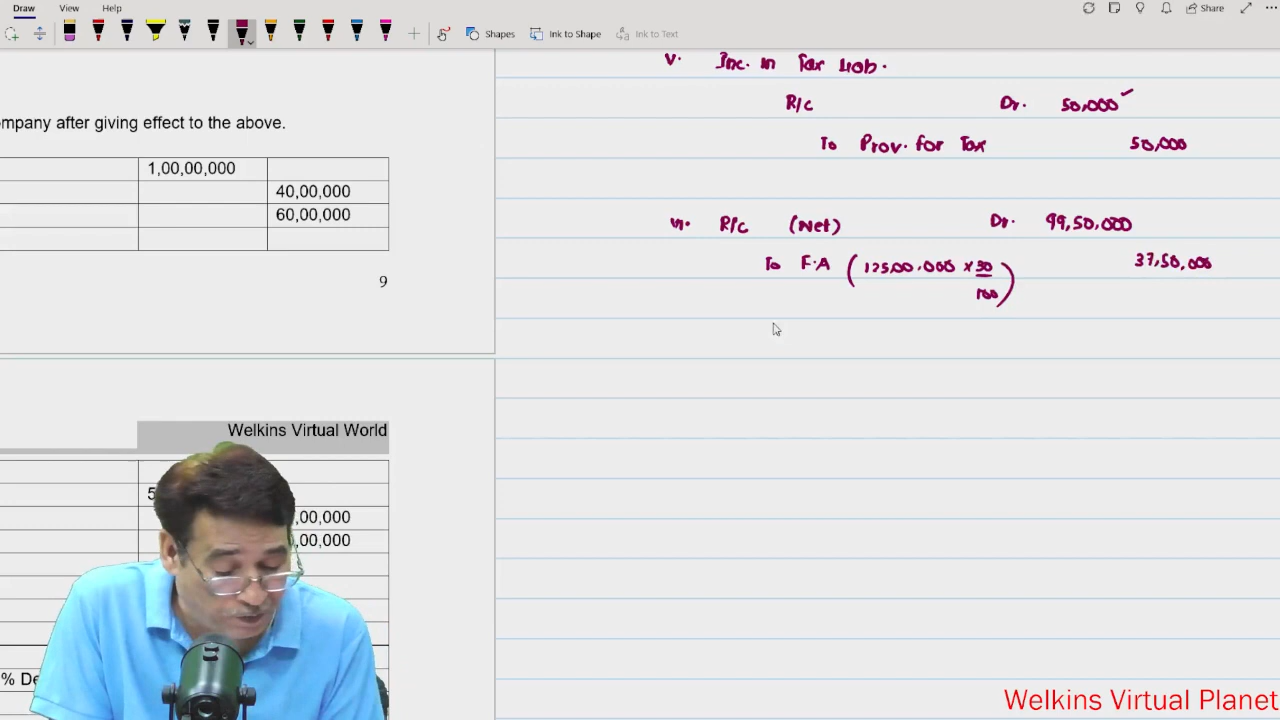 Draw View Help Share
Shapes Ink to Shape Ink to Text
v. Inc. in Tax Liab.
R/c Dr. 50,000
ompany after giving effect to the above.
To Prov. for Tax 50,000
1,00,00,000
40,00,000
60,00,000
vi. R/c (Net) Dr. 99,50,000
To F.A ( 125,00,000 × 30/100 ) 37,50,000
9
Welkins Virtual World
5
,00,000
,00,000
% De
Welkins Virtual Planet